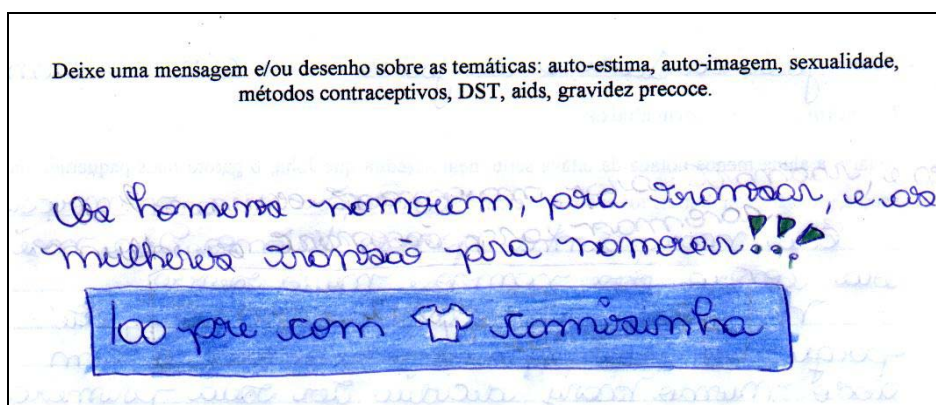 Deixe uma mensagem e/ou desenho sobre as temáticas: auto-estima, auto-imagem, sexualidade,
métodos contraceptivos, DST, aids, gravidez precoce.
Os homens namoram, para transar, e as
mulheres transão para namorar!!!
100 pre com camisinha